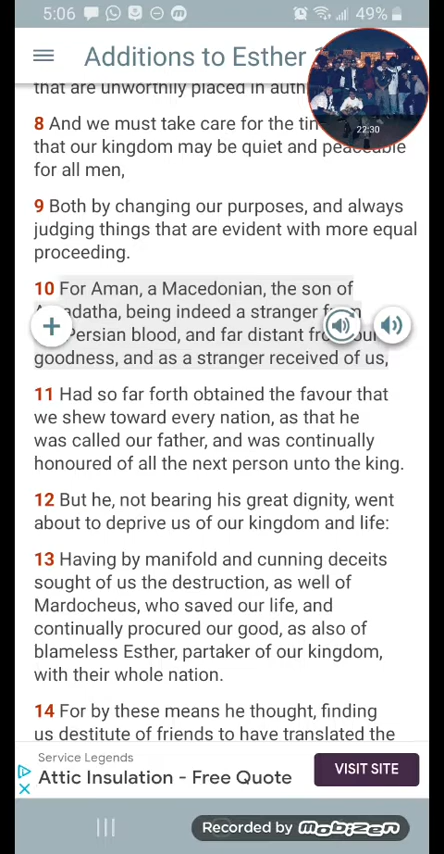 5:06
49%
Additions to Esther
that are unworthily placed in
22:30
8 And we must take care for the
that our kingdom may be quiet and peaceable
for all men,
9 Both by changing our purposes, and always
judging things that are evident with more equal
proceeding.
10 For Aman, a Macedonian, the son of
being indeed a stranger
Persian blood, and far distant
goodness, and as a stranger received of us,
11 Had so far forth obtained the favour that
we shew toward every nation, as that he
was called our father, and was continually
honoured of all the next person unto the king.
12 But he, not bearing his great dignity, went
about to deprive us of our kingdom and life:
13 Having by manifold and cunning deceits
sought of us the destruction, as well of
Mardocheus, who saved our life, and
continually procured our good, as also of
blameless Esther, partaker of our kingdom,
with their whole nation.
14 For by these means he thought, finding
us destitute of friends to have translated the
Service Legends
Attic Insulation - Free Quote
VISIT SITE
Recorded by Mobizen